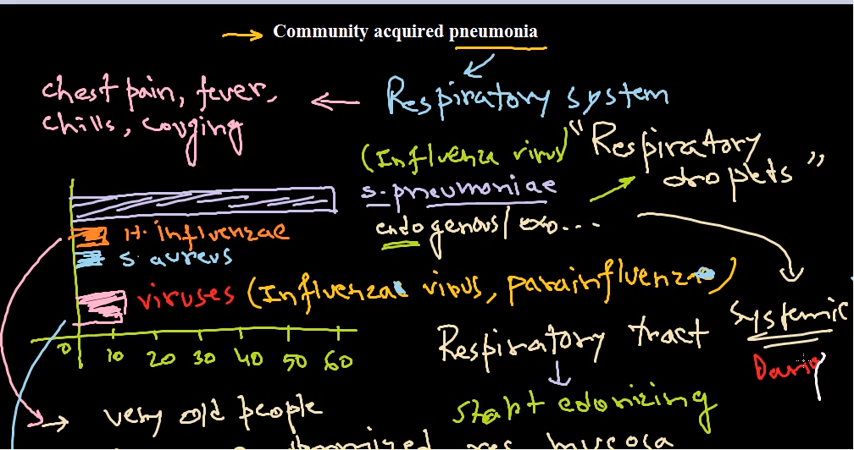 Community acquired pneumonia
Respiratory system
chest pain, fever,
chills, couging
(Influenza virus)
"Respiratory
droplets"
S. pneumoniae
endogenous/ exo...
H. influenzae
S. aureus
viruses (Influenza virus, parainfluenza)
Systemic
Respiratory tract
0 10 20 30 40 50 60
very old people
start colonizing
mucosa